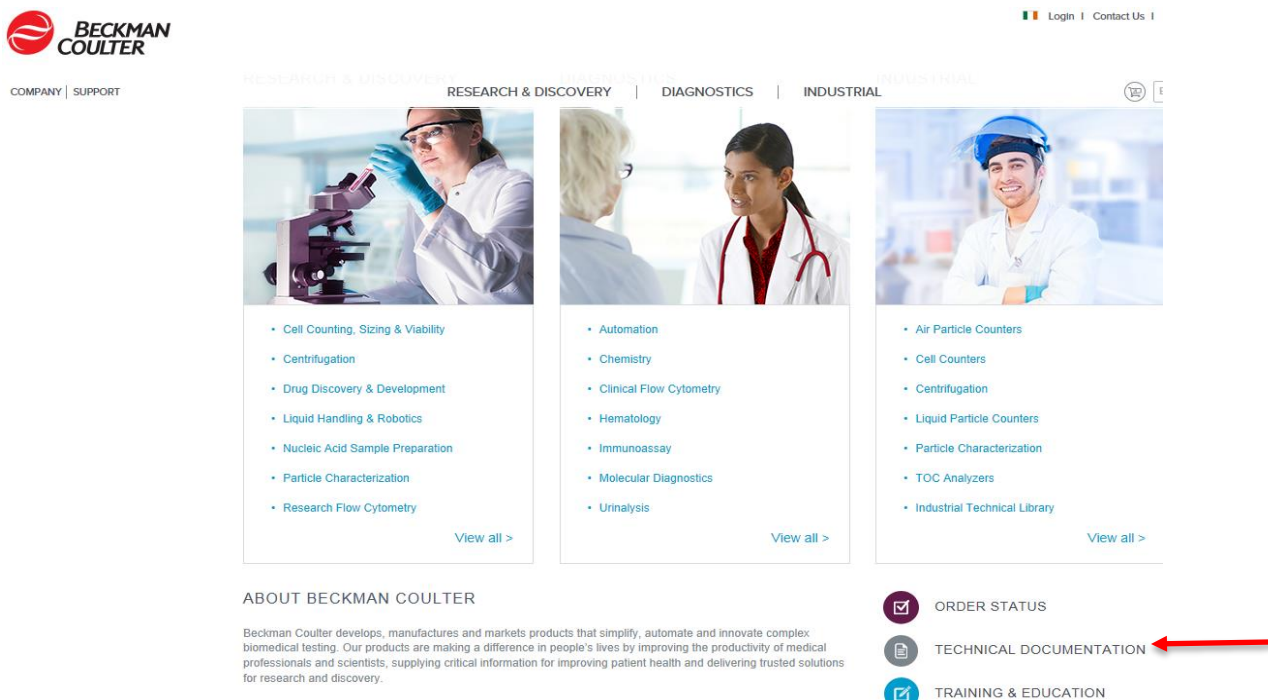 BECKMAN
COULTER
Login | Contact Us |
COMPANY | SUPPORT
RESEARCH & DISCOVERY
DIAGNOSTICS
INDUSTRIAL
RESEARCH & DISCOVERY | DIAGNOSTICS | INDUSTRIAL
• Cell Counting, Sizing & Viability
• Centrifugation
• Drug Discovery & Development
• Liquid Handling & Robotics
• Nucleic Acid Sample Preparation
• Particle Characterization
• Research Flow Cytometry
View all >
• Automation
• Chemistry
• Clinical Flow Cytometry
• Hematology
• Immunoassay
• Molecular Diagnostics
• Urinalysis
View all >
• Air Particle Counters
• Cell Counters
• Centrifugation
• Liquid Particle Counters
• Particle Characterization
• TOC Analyzers
• Industrial Technical Library
View all >
ABOUT BECKMAN COULTER
Beckman Coulter develops, manufactures and markets products that simplify, automate and innovate complex
biomedical testing. Our products are making a difference in people's lives by improving the productivity of medical
professionals and scientists, supplying critical information for improving patient health and delivering trusted solutions
for research and discovery.
ORDER STATUS
TECHNICAL DOCUMENTATION
TRAINING & EDUCATION